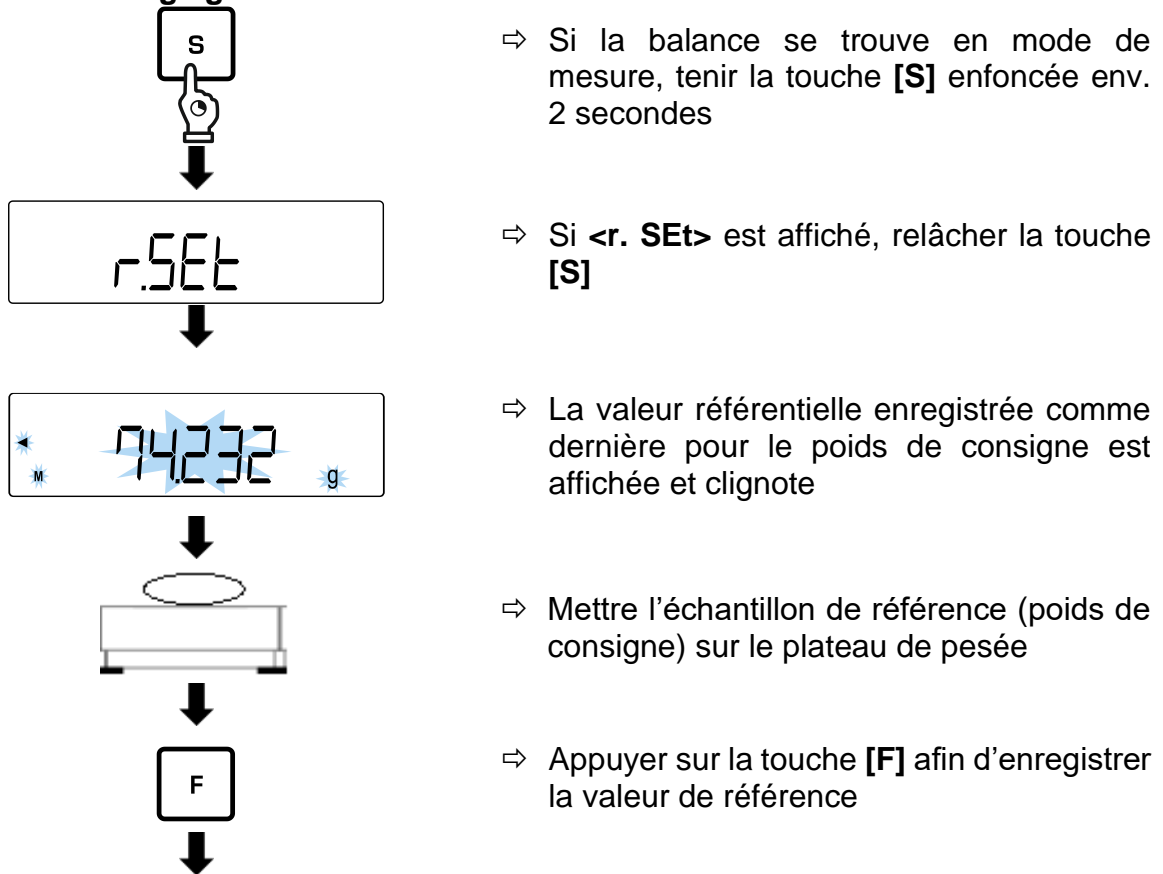 S
⇨ Si la balance se trouve en mode de
mesure, tenir la touche [S] enfoncée env.
2 secondes
r.SEt
⇨ Si <r. SEt> est affiché, relâcher la touche
[S]
◄ M 74.232 g
⇨ La valeur référentielle enregistrée comme
dernière pour le poids de consigne est
affichée et clignote
⇨ Mettre l’échantillon de référence (poids de
consigne) sur le plateau de pesée
F
⇨ Appuyer sur la touche [F] afin d’enregistrer
la valeur de référence